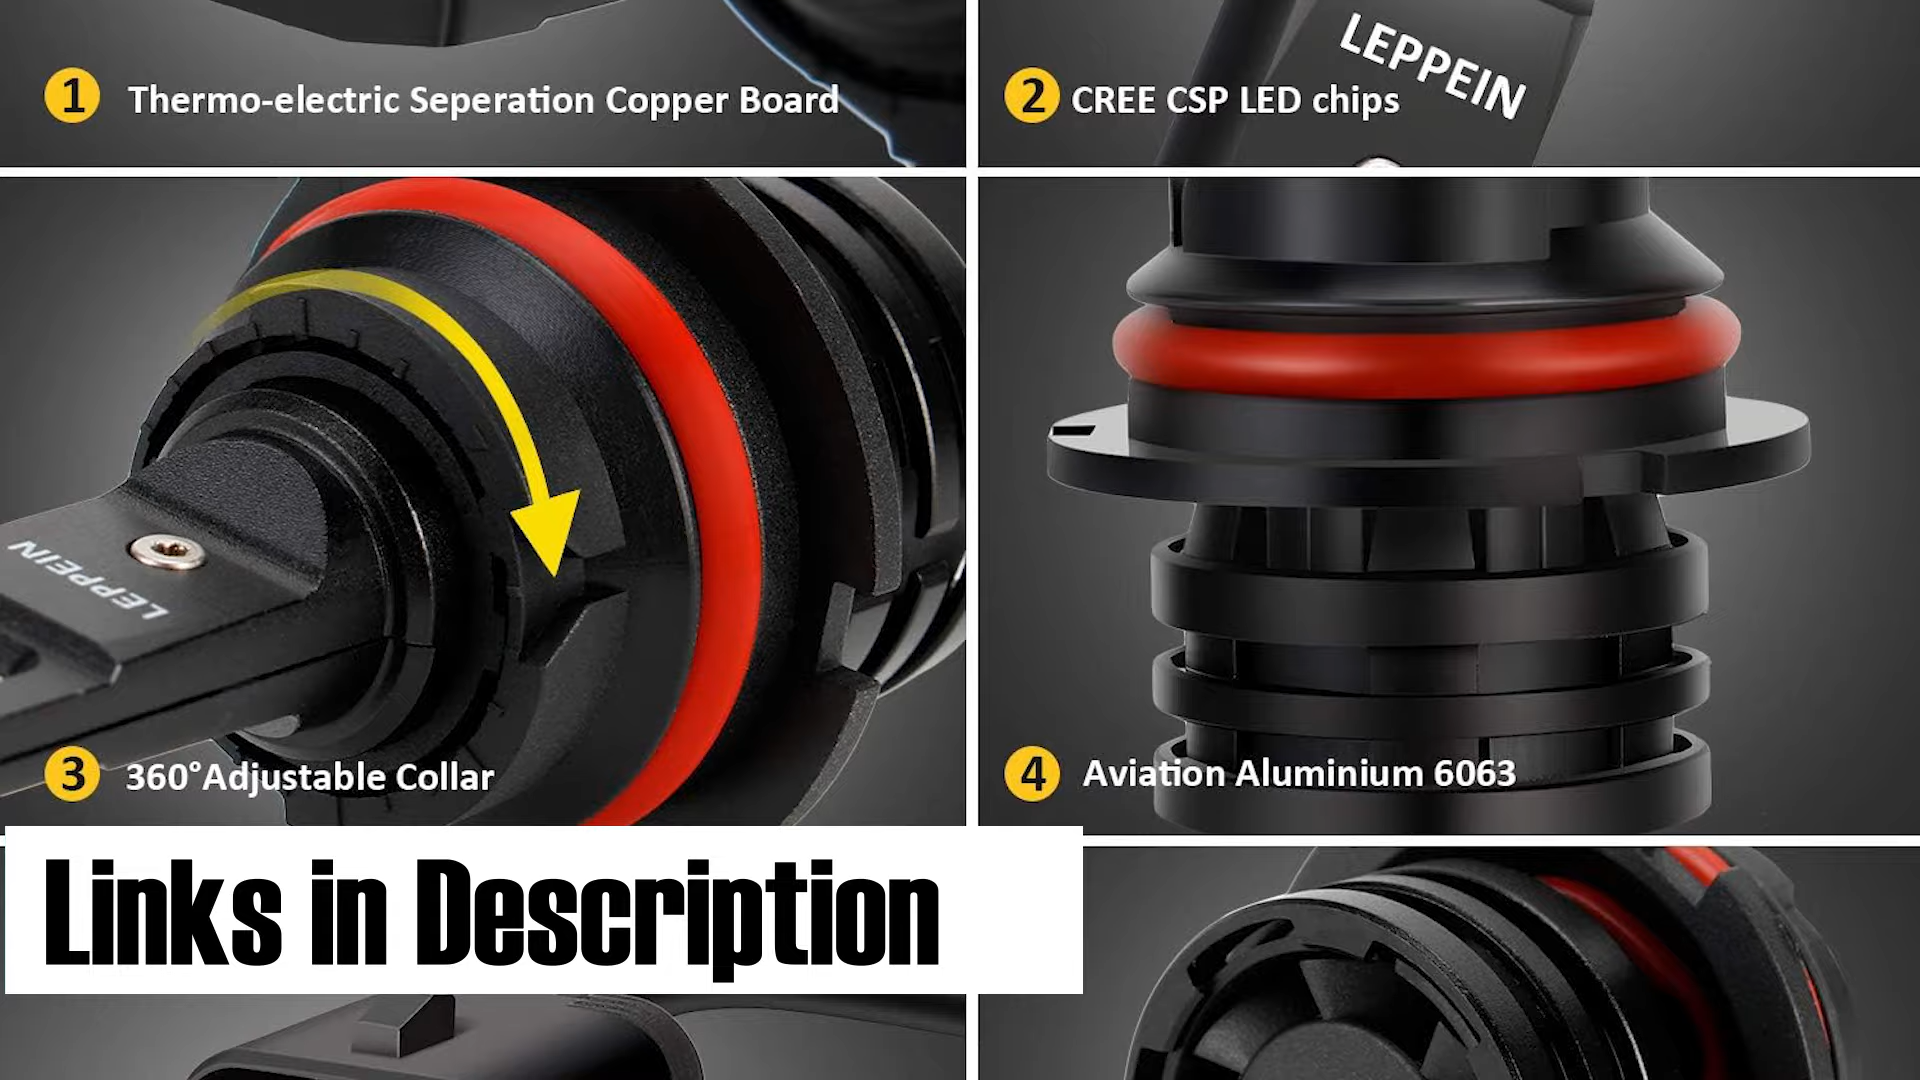 LEPPEIN
1 Thermo-electric Seperation Copper Board
2 CREE CSP LED chips
LEPPEIN
3 360°Adjustable Collar
4 Aviation Aluminium 6063
Links in Description